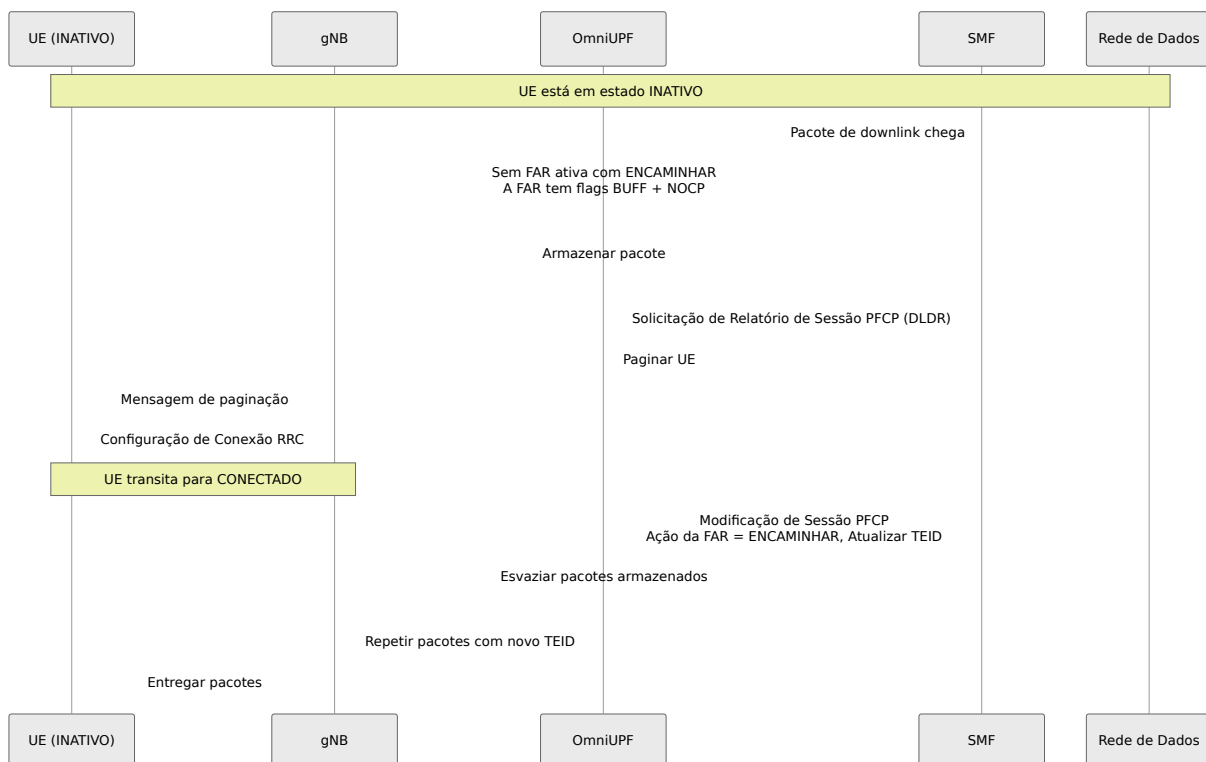 UE (INATIVO)
gNB
OmniUPF
SMF
Rede de Dados
UE está em estado INATIVO
Pacote de downlink chega
Sem FAR ativa com ENCAMINHAR
A FAR tem flags BUFF + NOCP
Armazenar pacote
Solicitação de Relatório de Sessão PFCP (DLDR)
Paginar UE
Mensagem de paginação
Configuração de Conexão RRC
UE transita para CONECTADO
Modificação de Sessão PFCP
Ação da FAR = ENCAMINHAR, Atualizar TEID
Esvaziar pacotes armazenados
Repetir pacotes com novo TEID
Entregar pacotes
UE (INATIVO)
gNB
OmniUPF
SMF
Rede de Dados